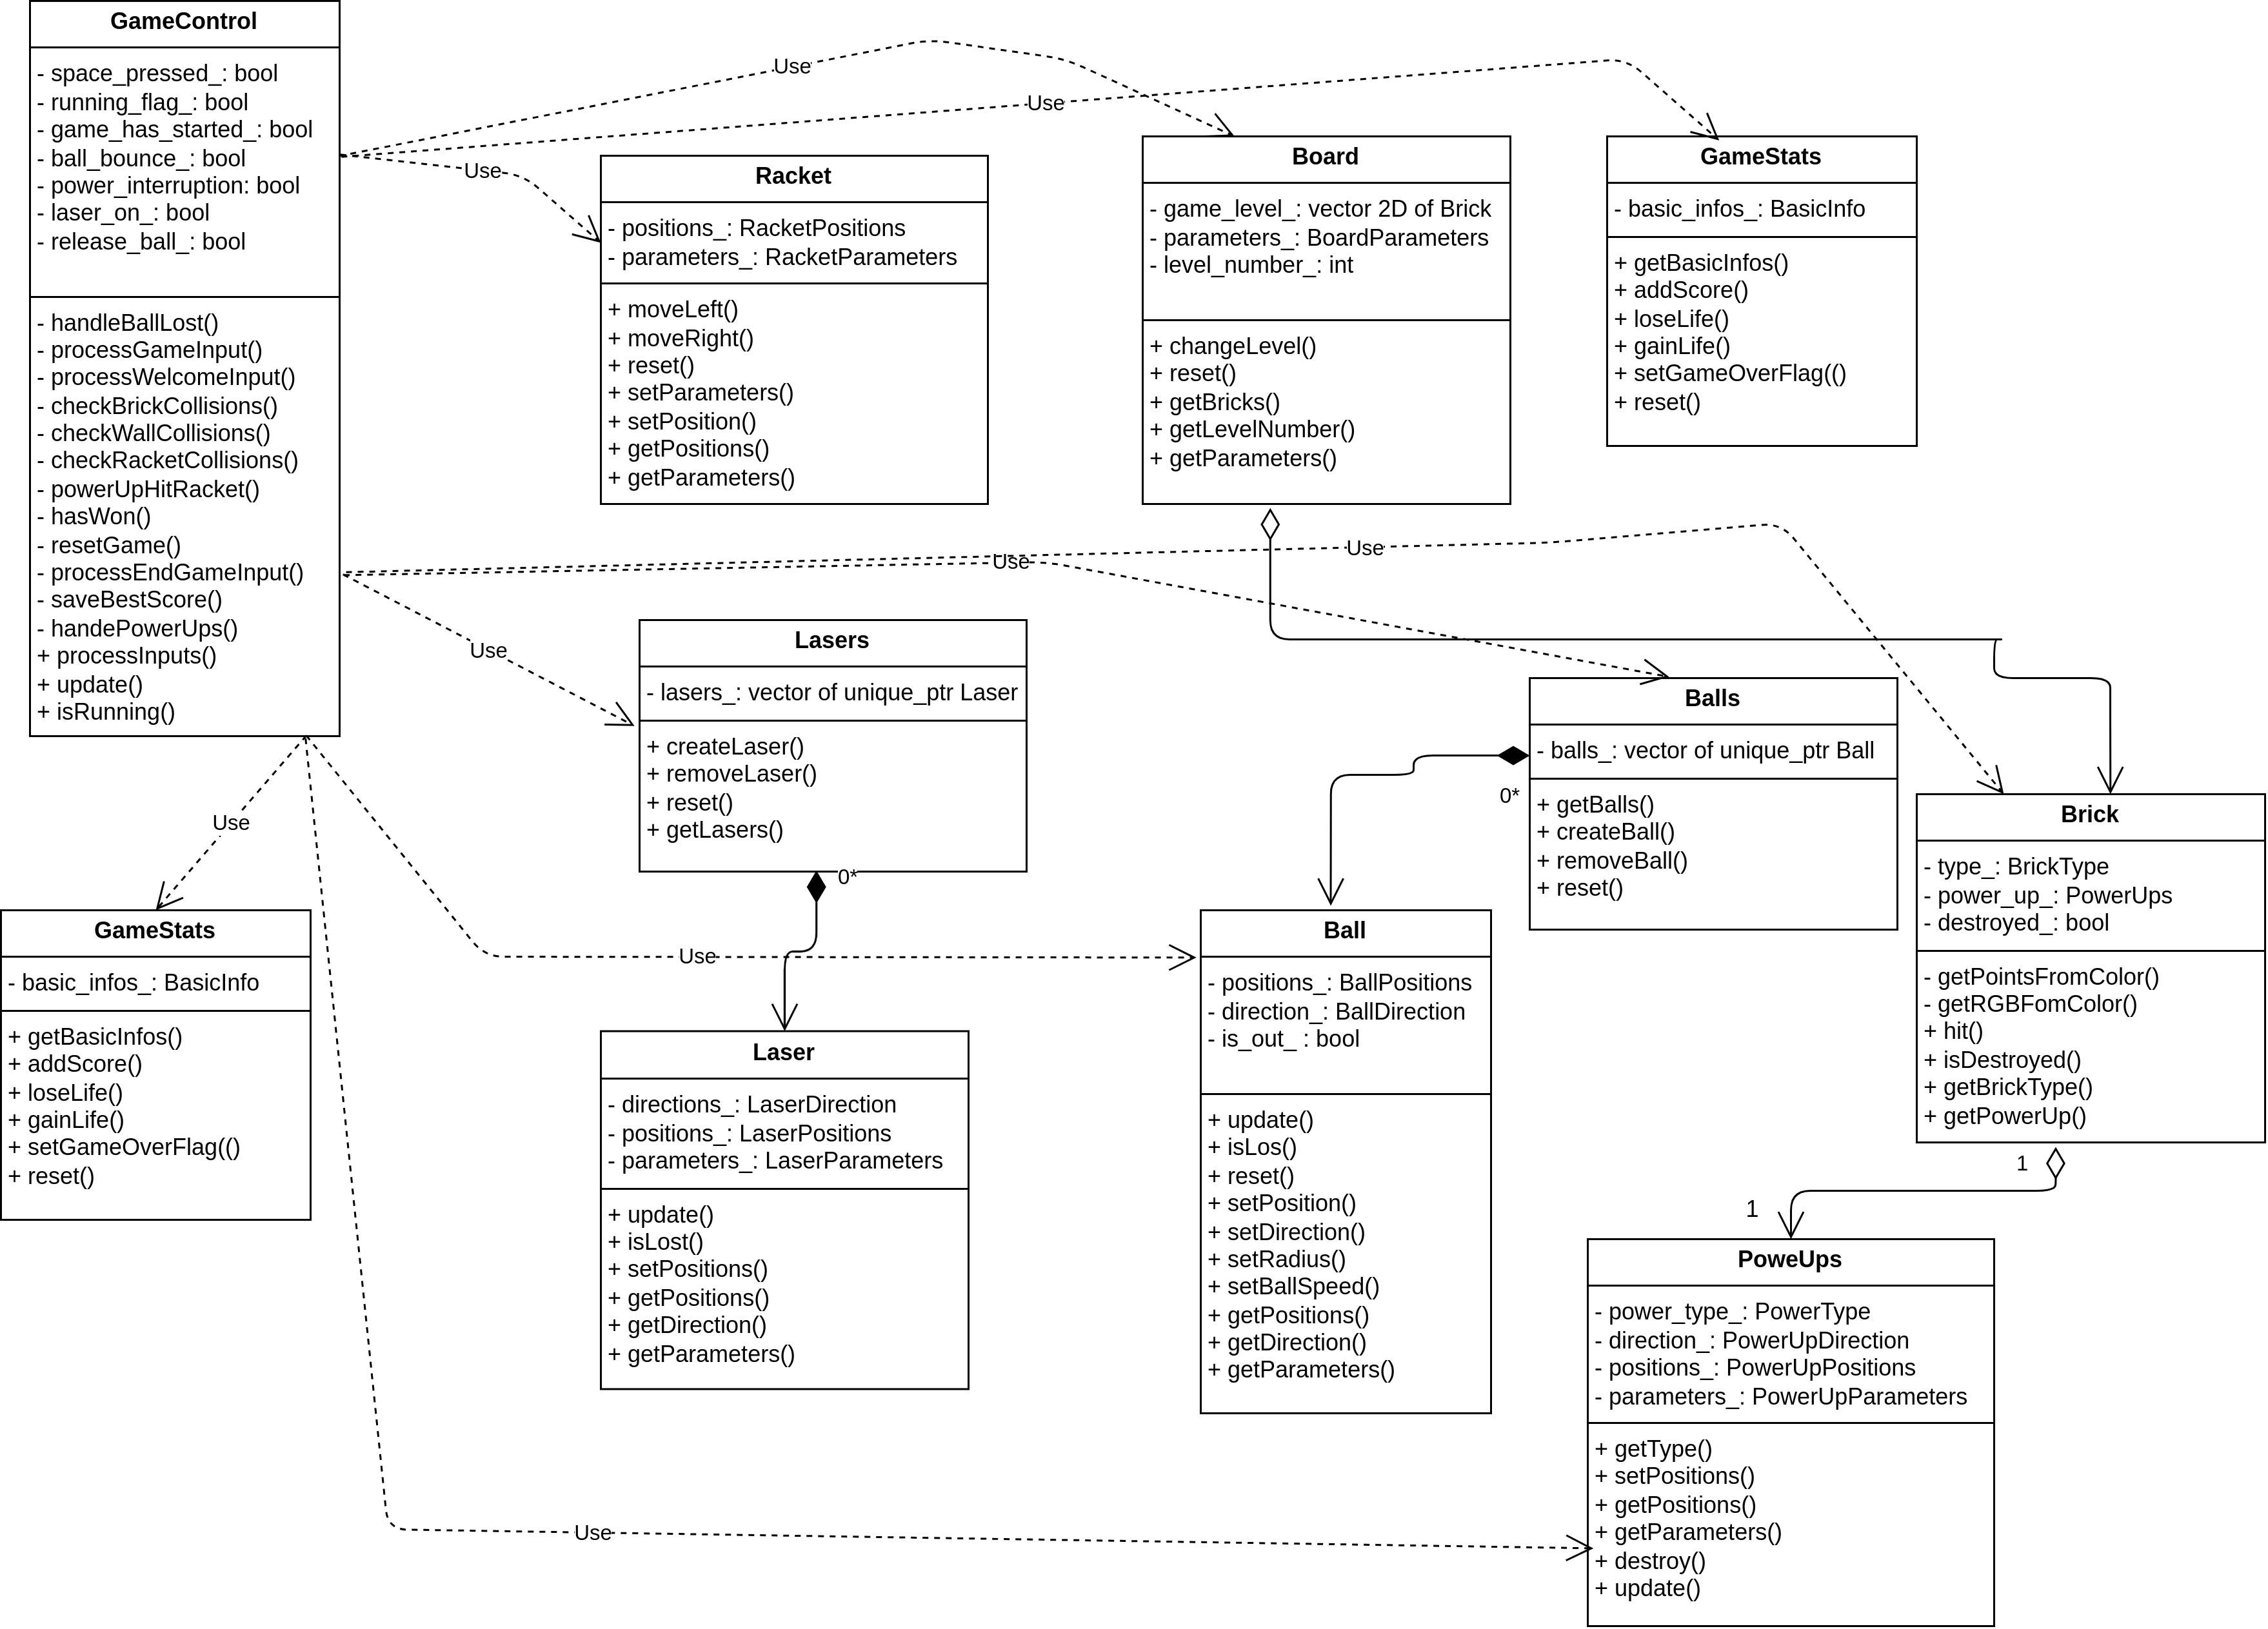 GameControl
- space_pressed_: bool
- running_flag_: bool
- game_has_started_: bool
- ball_bounce_: bool
- power_interruption: bool
- laser_on_: bool
- release_ball_: bool
- handleBallLost()
- processGameInput()
- processWelcomeInput()
- checkBrickCollisions()
- checkWallCollisions()
- checkRacketCollisions()
- powerUpHitRacket()
- hasWon()
- resetGame()
- processEndGameInput()
- saveBestScore()
- handePowerUps()
+ processInputs()
+ update()
+ isRunning()
Use
Use
Use
Racket
- positions_: RacketPositions
- parameters_: RacketParameters
+ moveLeft()
+ moveRight()
+ reset()
+ setParameters()
+ setPosition()
+ getPositions()
+ getParameters()
Board
- game_level_: vector 2D of Brick
- parameters_: BoardParameters
- level_number_: int
+ changeLevel()
+ reset()
+ getBricks()
+ getLevelNumber()
+ getParameters()
GameStats
- basic_infos_: BasicInfo
+ getBasicInfos()
+ addScore()
+ loseLife()
+ gainLife()
+ setGameOverFlag(()
+ reset()
Use
Use
Use
Lasers
- lasers_: vector of unique_ptr Laser
+ createLaser()
+ removeLaser()
+ reset()
+ getLasers()
0*
Balls
- balls_: vector of unique_ptr Ball
+ getBalls()
+ createBall()
+ removeBall()
+ reset()
0*
Brick
- type_: BrickType
- power_up_: PowerUps
- destroyed_: bool
- getPointsFromColor()
- getRGBFomColor()
+ hit()
+ isDestroyed()
+ getBrickType()
+ getPowerUp()
1
1
Use
Use
GameStats
- basic_infos_: BasicInfo
+ getBasicInfos()
+ addScore()
+ loseLife()
+ gainLife()
+ setGameOverFlag(()
+ reset()
Laser
- directions_: LaserDirection
- positions_: LaserPositions
- parameters_: LaserParameters
+ update()
+ isLost()
+ setPositions()
+ getPositions()
+ getDirection()
+ getParameters()
Ball
- positions_: BallPositions
- direction_: BallDirection
- is_out_ : bool
+ update()
+ isLos()
+ reset()
+ setPosition()
+ setDirection()
+ setRadius()
+ setBallSpeed()
+ getPositions()
+ getDirection()
+ getParameters()
PoweUps
- power_type_: PowerType
- direction_: PowerUpDirection
- positions_: PowerUpPositions
- parameters_: PowerUpParameters
+ getType()
+ setPositions()
+ getPositions()
+ getParameters()
+ destroy()
+ update()
Use